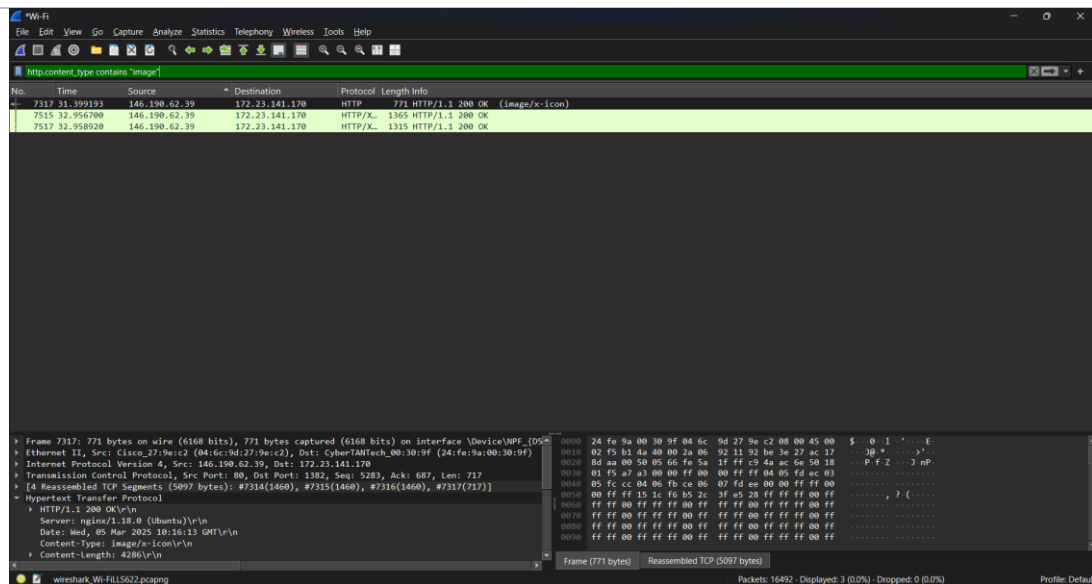 *Wi-Fi
File Edit View Go Capture Analyze Statistics Telephony Wireless Tools Help
http.content_type contains "image"
No. Time Source Destination Protocol Length Info
7317 31.399193 146.190.62.39 172.23.141.170 HTTP 771 HTTP/1.1 200 OK (image/x-icon)
7515 32.956700 146.190.62.39 172.23.141.170 HTTP/X… 1365 HTTP/1.1 200 OK
7517 32.958920 146.190.62.39 172.23.141.170 HTTP/X… 1315 HTTP/1.1 200 OK
Frame 7317: 771 bytes on wire (6168 bits), 771 bytes captured (6168 bits) on interface \Device\NPF_{D5
Ethernet II, Src: Cisco_27:9e:c2 (04:6c:9d:27:9e:c2), Dst: CyberTANTech_00:30:9f (24:fe:9a:00:30:9f)
Internet Protocol Version 4, Src: 146.190.62.39, Dst: 172.23.141.170
Transmission Control Protocol, Src Port: 80, Dst Port: 1382, Seq: 5283, Ack: 687, Len: 717
[4 Reassembled TCP Segments (5097 bytes): #7314(1460), #7315(1460), #7316(1460), #7317(717)]
Hypertext Transfer Protocol
HTTP/1.1 200 OK\r\n
Server: nginx/1.18.0 (Ubuntu)\r\n
Date: Wed, 05 Mar 2025 10:16:13 GMT\r\n
Content-Type: image/x-icon\r\n
Content-Length: 4286\r\n
0000 24 fe 9a 00 30 9f 04 6c 9d 27 9e c2 08 00 45 00 $···0··l ·'····E·
0010 02 f5 b1 4a 40 00 2a 06 92 11 92 be 3e 27 ac 17 ···J@·*· ····>'··
0020 8d aa 00 50 05 66 fe 5a 1f ff c9 4a ac 6e 50 18 ···P·f·Z ···J·nP·
0030 01 f5 a7 a3 00 00 ff 00 00 ff ff 04 05 fd ec 03 ········ ········
0040 05 fc cc 04 06 fb ce 06 07 fd ee 00 00 ff ff 00 ········ ········
0050 00 ff ff 15 1c f6 b5 2c 3f e5 28 ff ff ff 00 ff ·······, ?·(·····
0060 ff ff 00 ff ff ff 00 ff ff ff 00 ff ff ff 00 ff ········ ········
0070 ff ff 00 ff ff ff 00 ff ff ff 00 ff ff ff 00 ff ········ ········
0080 ff ff 00 ff ff ff 00 ff ff ff 00 ff ff ff 00 ff ········ ········
0090 ff ff 00 ff ff ff 00 ff ff ff 00 ff ff ff 00 ff ········ ········
Frame (771 bytes) Reassembled TCP (5097 bytes)
wireshark_Wi-FiLL5622.pcapng Packets: 16492 · Displayed: 3 (0.0%) · Dropped: 0 (0.0%) Profile: Defau